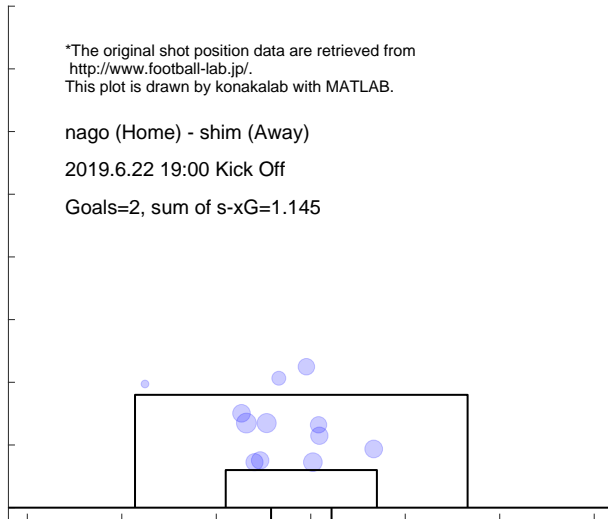 *The original shot position data are retrieved from
http://www.football-lab.jp/.
This plot is drawn by konakalab with MATLAB.
nago (Home) - shim (Away)
2019.6.22 19:00 Kick Off
Goals=2, sum of s-xG=1.145